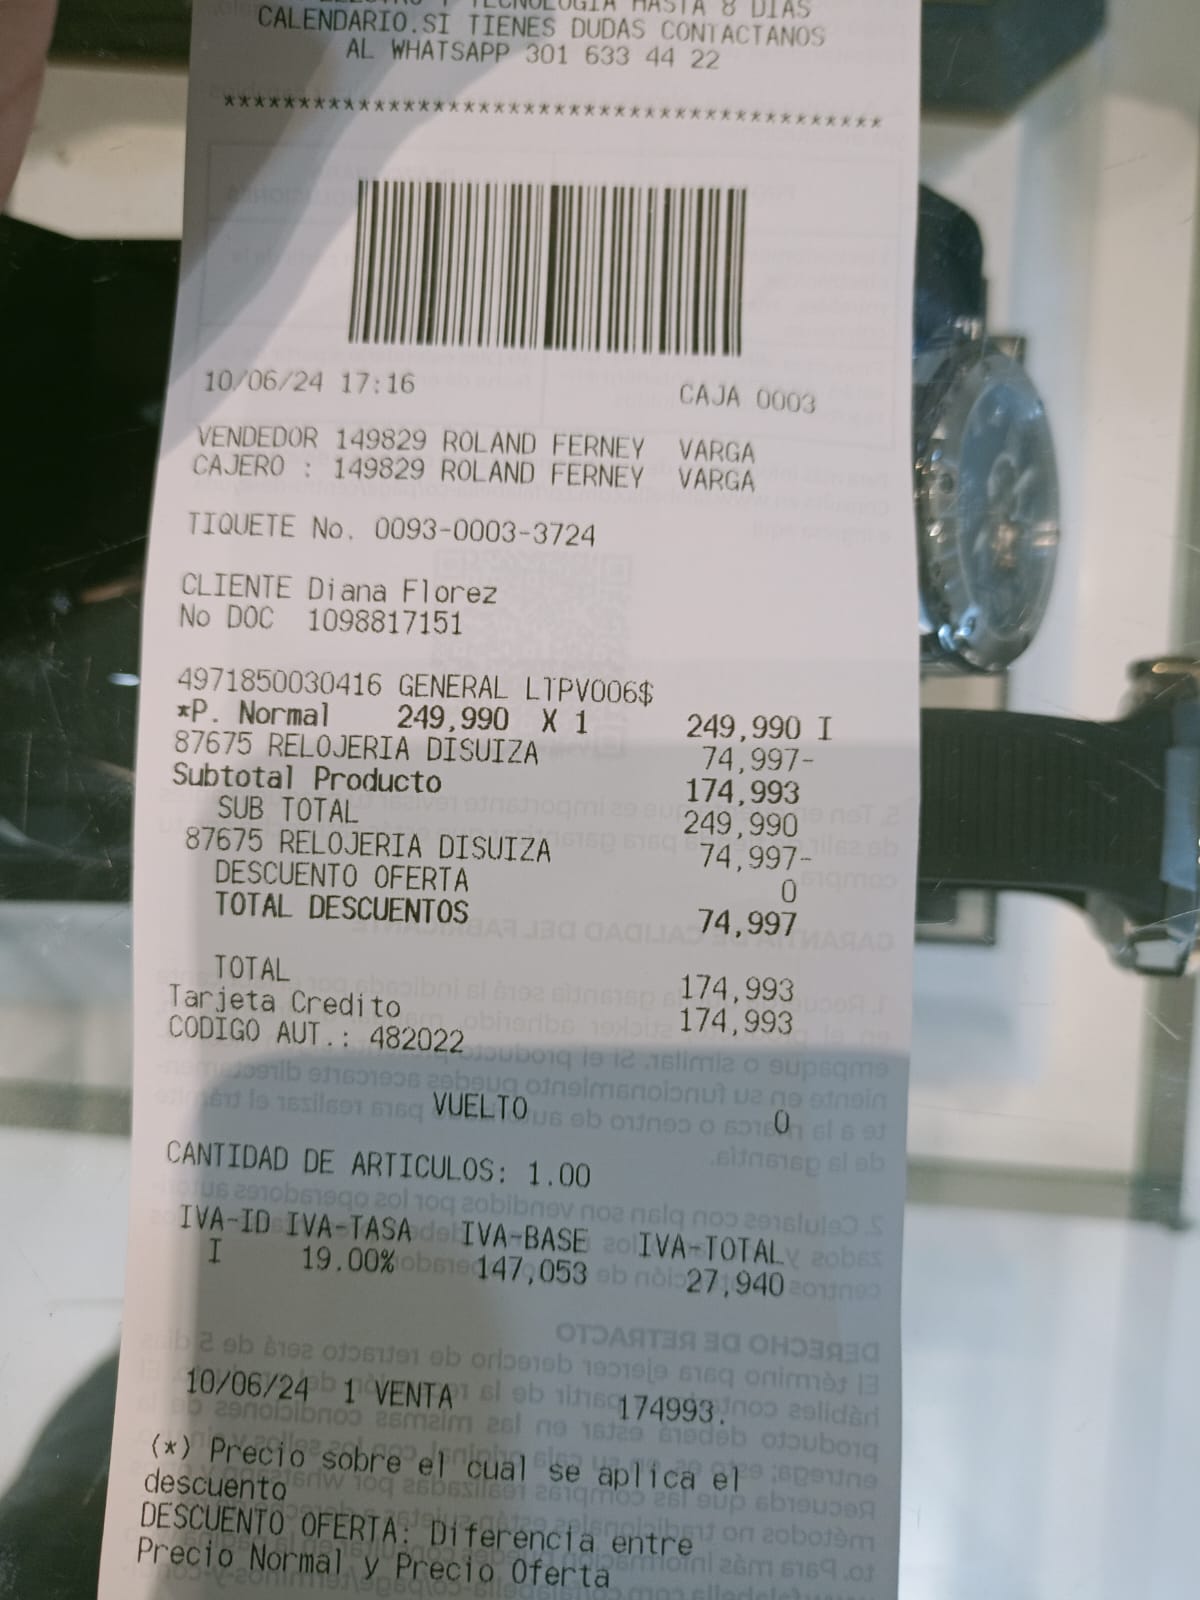 TECNOLOGIA HASTA 8 DIAS
CALENDARIO.SI TIENES DUDAS CONTACTANOS
AL WHATSAPP 301 633 44 22
*******************************************
10/06/24 17:16 CAJA 0003
VENDEDOR 149829 ROLAND FERNEY VARGA
CAJERO : 149829 ROLAND FERNEY VARGA
TIQUETE No. 0093-0003-3724
CLIENTE Diana Florez
No DOC 1098817151
4971850030416 GENERAL LTPV006$
*P. Normal 249,990 X 1 249,990 I
87675 RELOJERIA DISUIZA 74,997-
Subtotal Producto 174,993
SUB TOTAL 249,990
87675 RELOJERIA DISUIZA 74,997-
DESCUENTO OFERTA 0
TOTAL DESCUENTOS 74,997
TOTAL 174,993
Tarjeta Credito 174,993
CODIGO AUT.: 482022
VUELTO 0
CANTIDAD DE ARTICULOS: 1.00
IVA-ID IVA-TASA IVA-BASE IVA-TOTAL
I 19.00% 147,053 27,940
10/06/24 1 VENTA 174993.
(*) Precio sobre el cual se aplica el
descuento
DESCUENTO OFERTA: Diferencia entre
Precio Normal y Precio Oferta